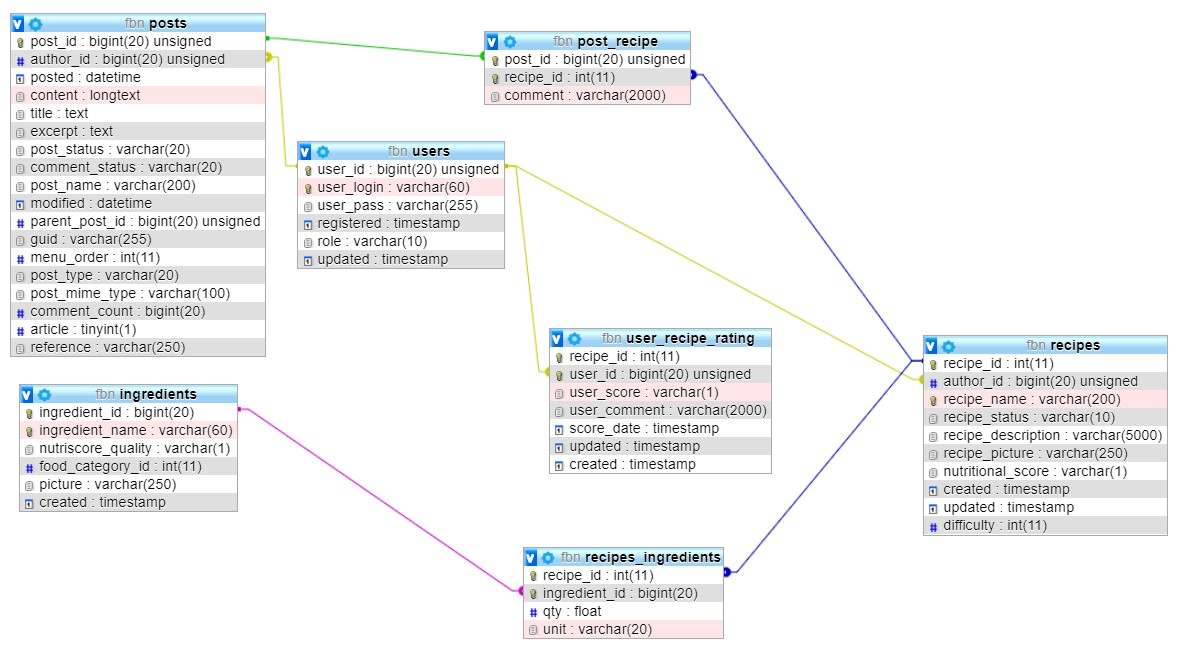 fbn posts
post_id : bigint(20) unsigned
author_id : bigint(20) unsigned
posted : datetime
content : longtext
title : text
excerpt : text
post_status : varchar(20)
comment_status : varchar(20)
post_name : varchar(200)
modified : datetime
parent_post_id : bigint(20) unsigned
guid : varchar(255)
menu_order : int(11)
post_type : varchar(20)
post_mime_type : varchar(100)
comment_count : bigint(20)
article : tinyint(1)
reference : varchar(250)
fbn post_recipe
post_id : bigint(20) unsigned
recipe_id : int(11)
comment : varchar(2000)
fbn users
user_id : bigint(20) unsigned
user_login : varchar(60)
user_pass : varchar(255)
registered : timestamp
role : varchar(10)
updated : timestamp
fbn user_recipe_rating
recipe_id : int(11)
user_id : bigint(20) unsigned
user_score : varchar(1)
user_comment : varchar(2000)
score_date : timestamp
updated : timestamp
created : timestamp
fbn recipes
recipe_id : int(11)
author_id : bigint(20) unsigned
recipe_name : varchar(200)
recipe_status : varchar(10)
recipe_description : varchar(5000)
recipe_picture : varchar(250)
nutritional_score : varchar(1)
created : timestamp
updated : timestamp
difficulty : int(11)
fbn ingredients
ingredient_id : bigint(20)
ingredient_name : varchar(60)
nutriscore_quality : varchar(1)
food_category_id : int(11)
picture : varchar(250)
created : timestamp
fbn recipes_ingredients
recipe_id : int(11)
ingredient_id : bigint(20)
qty : float
unit : varchar(20)